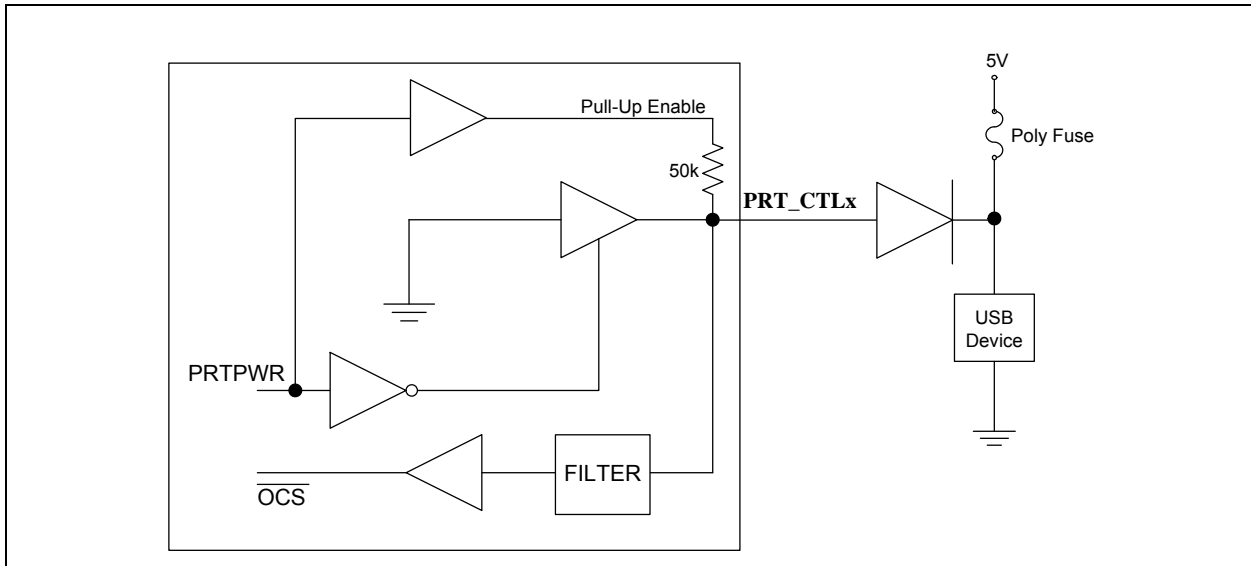 5V
Pull-Up Enable
Poly Fuse
50k
PRT_CTLx
USB
Device
PRTPWR
FILTER
OCS